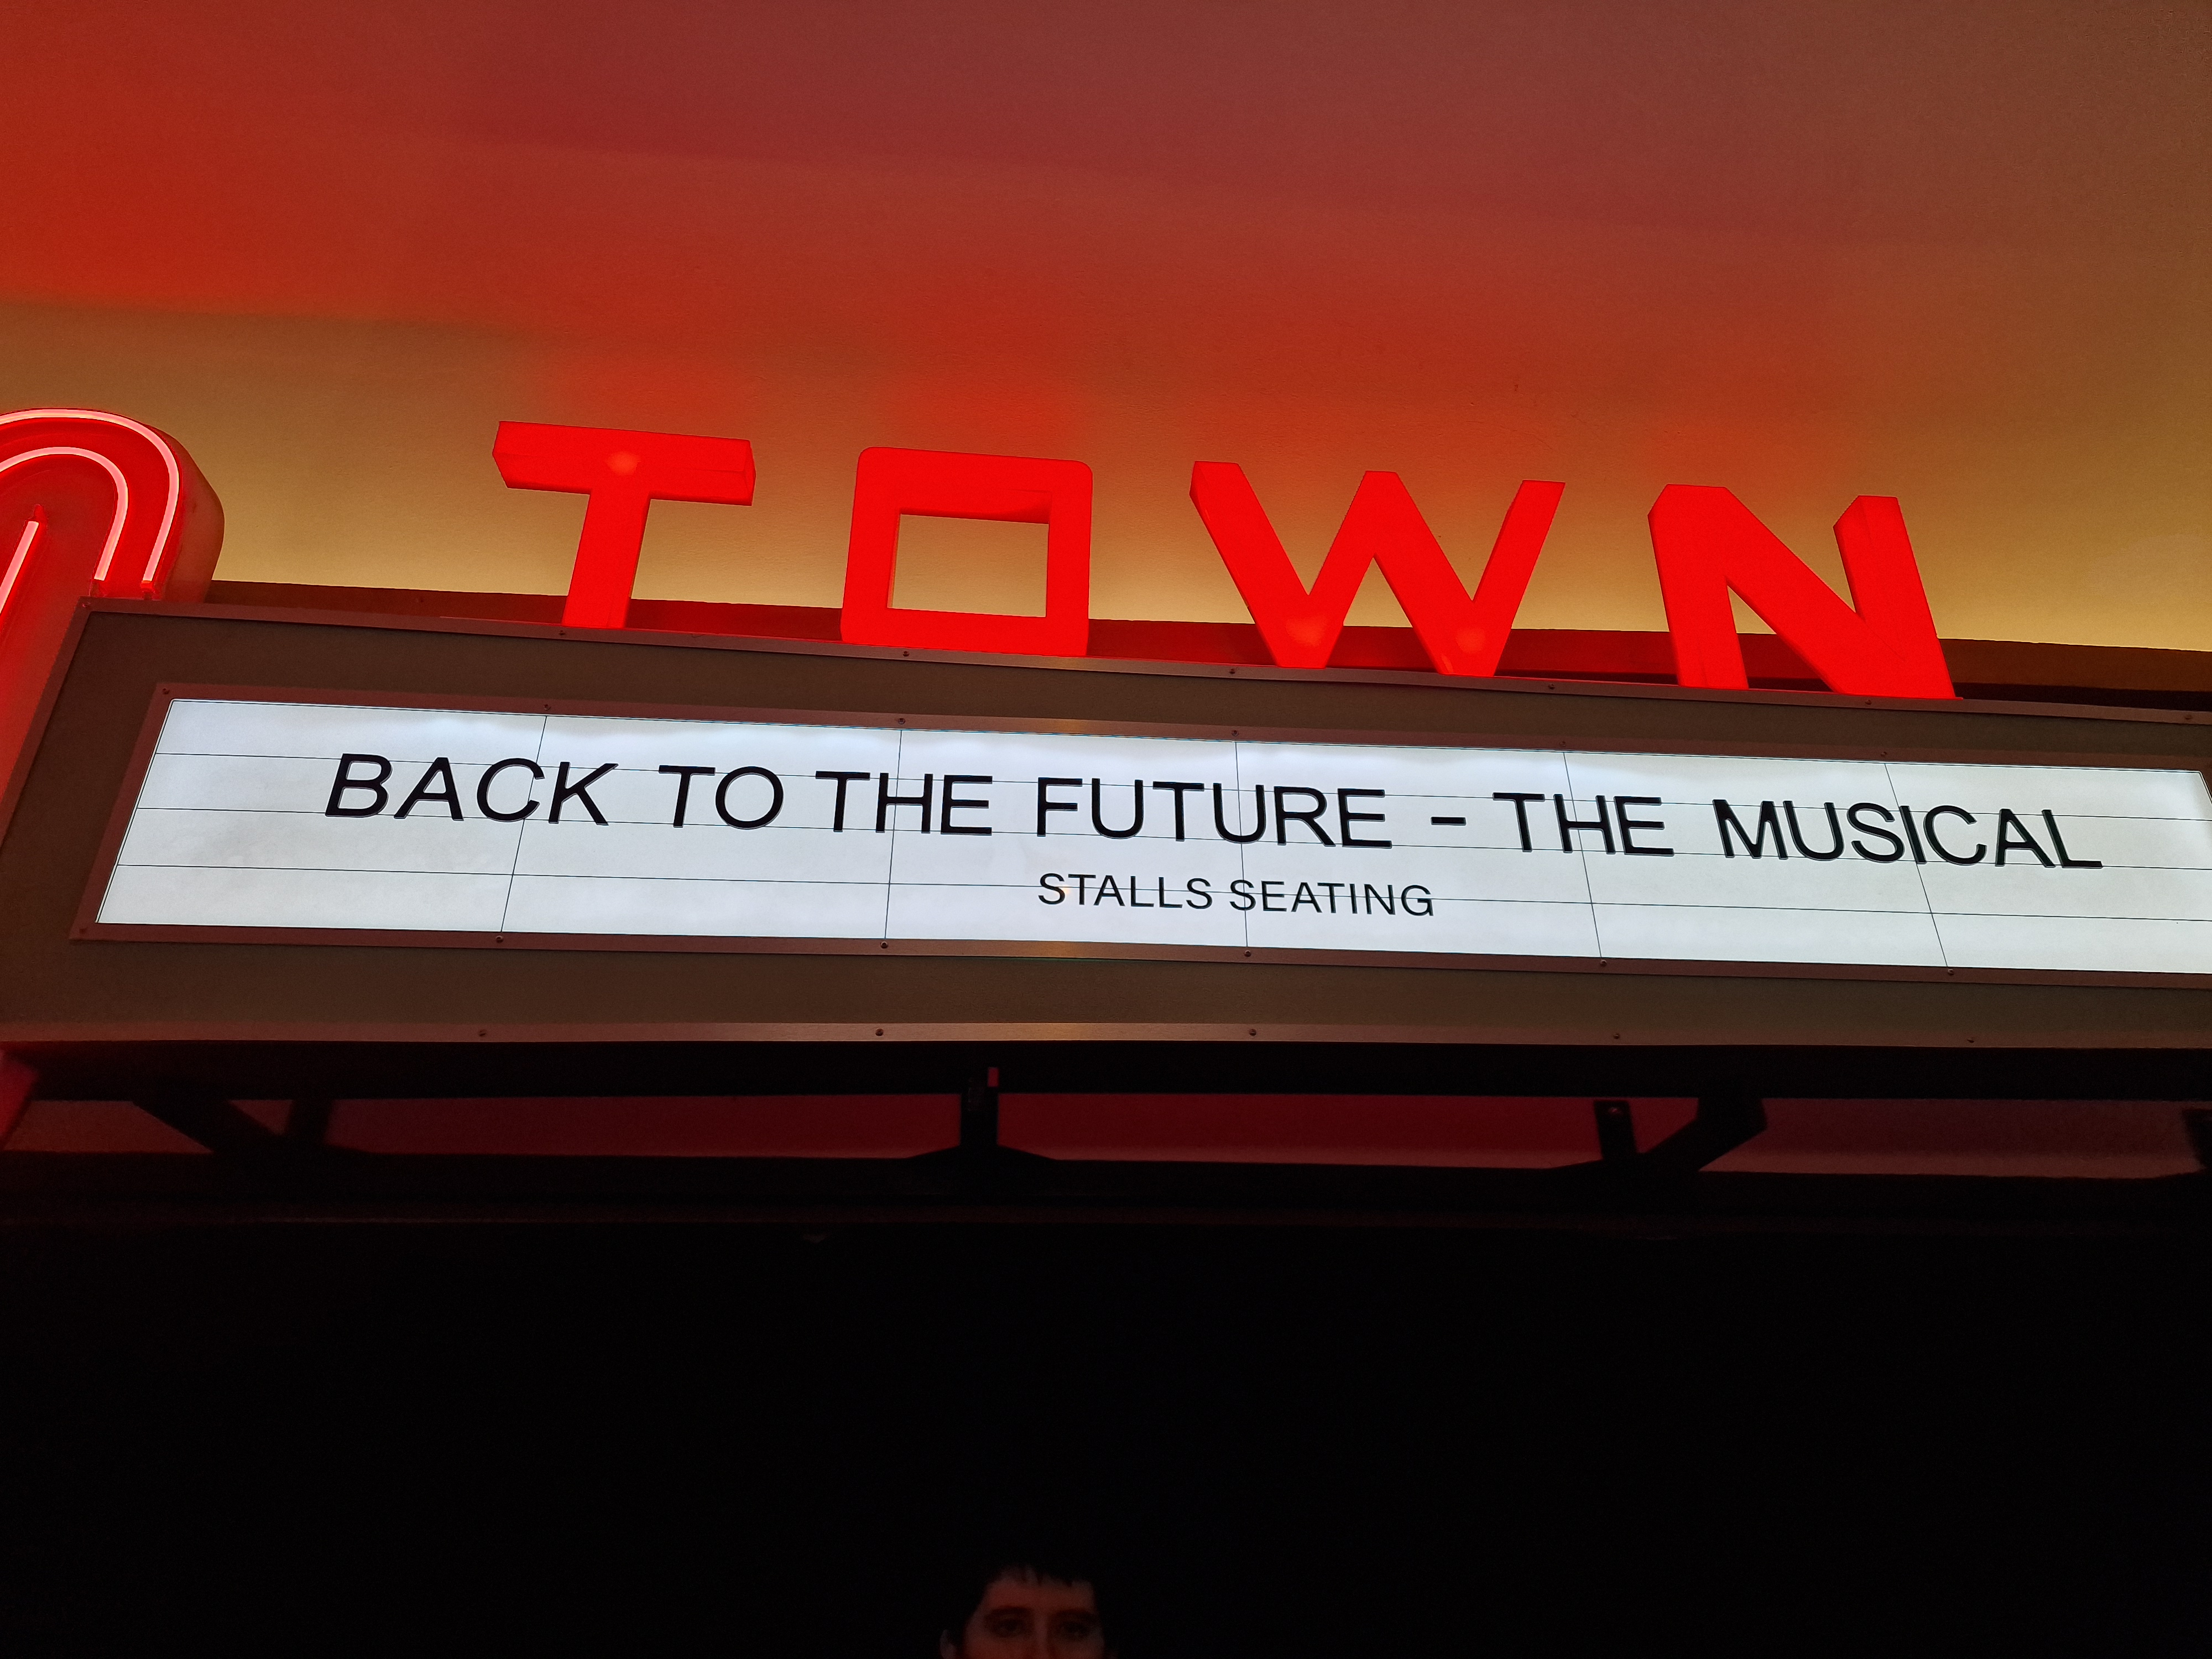 TOWN
BACK TO THE FUTURE - THE MUSICAL
STALLS SEATING